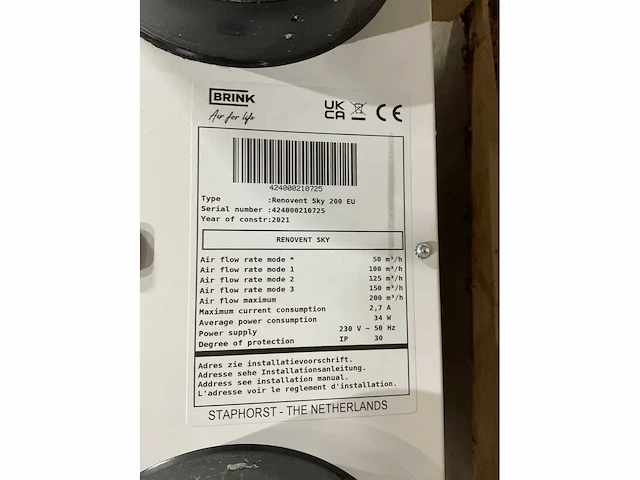 BRINK
Air for life
UK
CA CE
424000210725
Type :Renovent Sky 200 EU
Serial number :424000210725
Year of constr:2021
RENOVENT SKY
Air flow rate mode * 50 m³/h
Air flow rate mode 1 100 m³/h
Air flow rate mode 2 125 m³/h
Air flow rate mode 3 150 m³/h
Air flow maximum 200 m³/h
Maximum current consumption 2,7 A
Average power consumption 34 W
Power supply 230 V - 50 Hz
Degree of protection IP 30
Adres zie installatievoorschrift.
Adresse sehe Installationsanleitung.
Address see installation manual.
L'adresse voir le reglement d'installation.
STAPHORST - THE NETHERLANDS